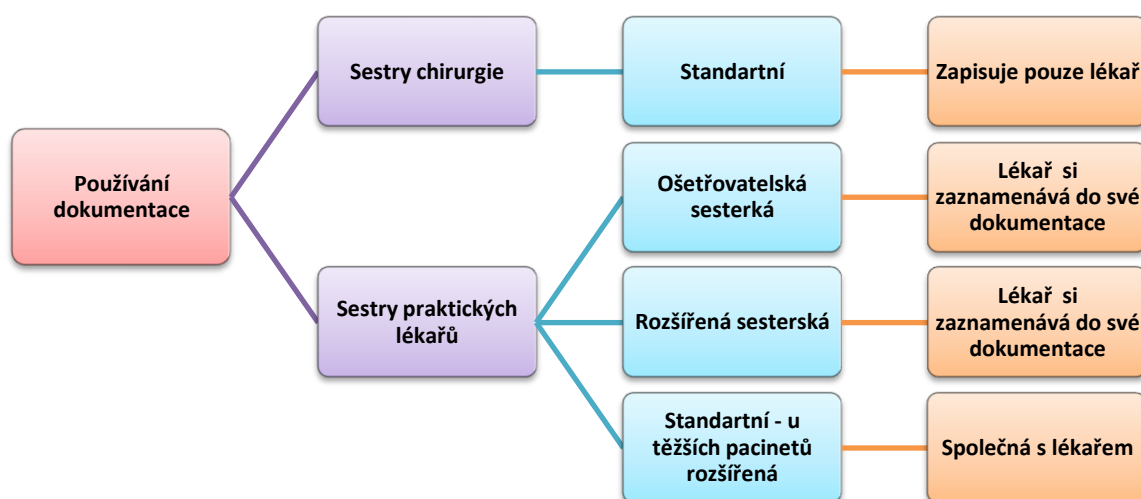 Používání
dokumentace
Sestry chirurgie
Standartní
Zapisuje pouze lékař
Sestry praktických
lékařů
Ošetřovatelská
sesterká
Lékař si
zaznamenává do své
dokumentace
Rozšířená sesterská
Lékař si
zaznamenává do své
dokumentace
Standartní - u
těžších pacinetů
rozšířená
Společná s lékařem